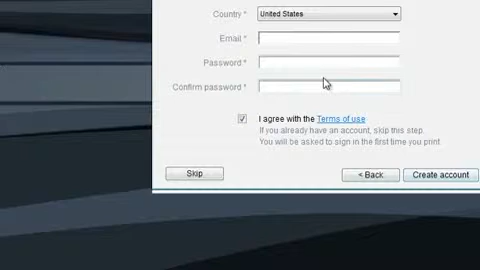 Country * United States
Email *
Password *
Confirm password *
I agree with the Terms of use
If you already have an account, skip this step.
You will be asked to sign in the first time you print
Skip < Back Create account